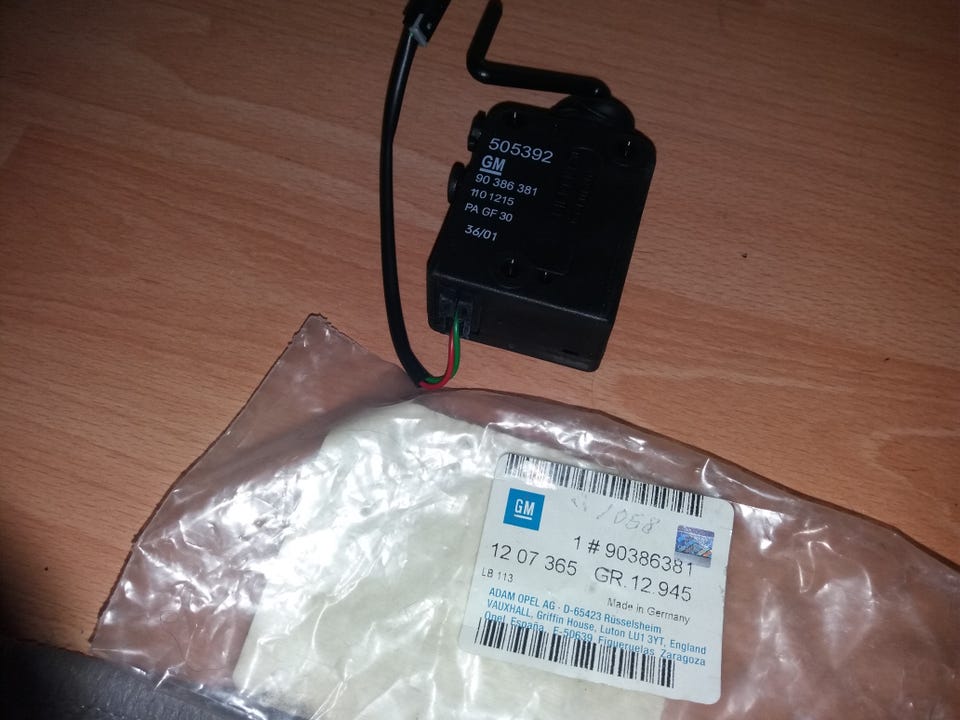 505392
GM
90 386 381
110 1215
PA GF 30
36/01
GM
1058
1 # 90386381
12 07 365 GR.12.945
LB 113
Made in Germany
ADAM OPEL AG · D-65423 Rüsselsheim
VAUXHALL, Griffin House, Luton LU1 3YT, England
Opel España, E-50639 Figueruelas, Zaragoza